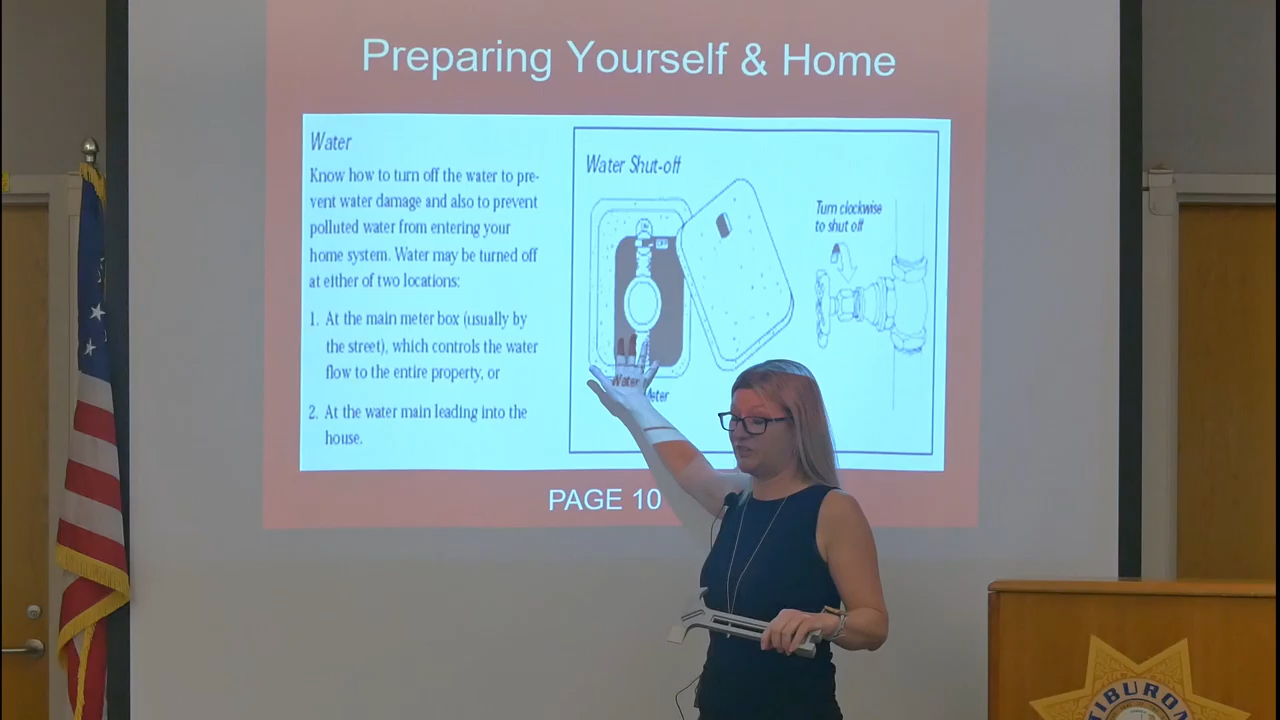 Preparing Yourself & Home
Water
Know how to turn off the water to pre-
vent water damage and also to prevent
polluted water from entering your
home system. Water may be turned off
at either of two locations:
1. At the main meter box (usually by
the street), which controls the water
flow to the entire property, or
2. At the water main leading into the
house.
Water Shut-off
Turn clockwise
to shut off
Water
Meter
PAGE 10
TIBURON